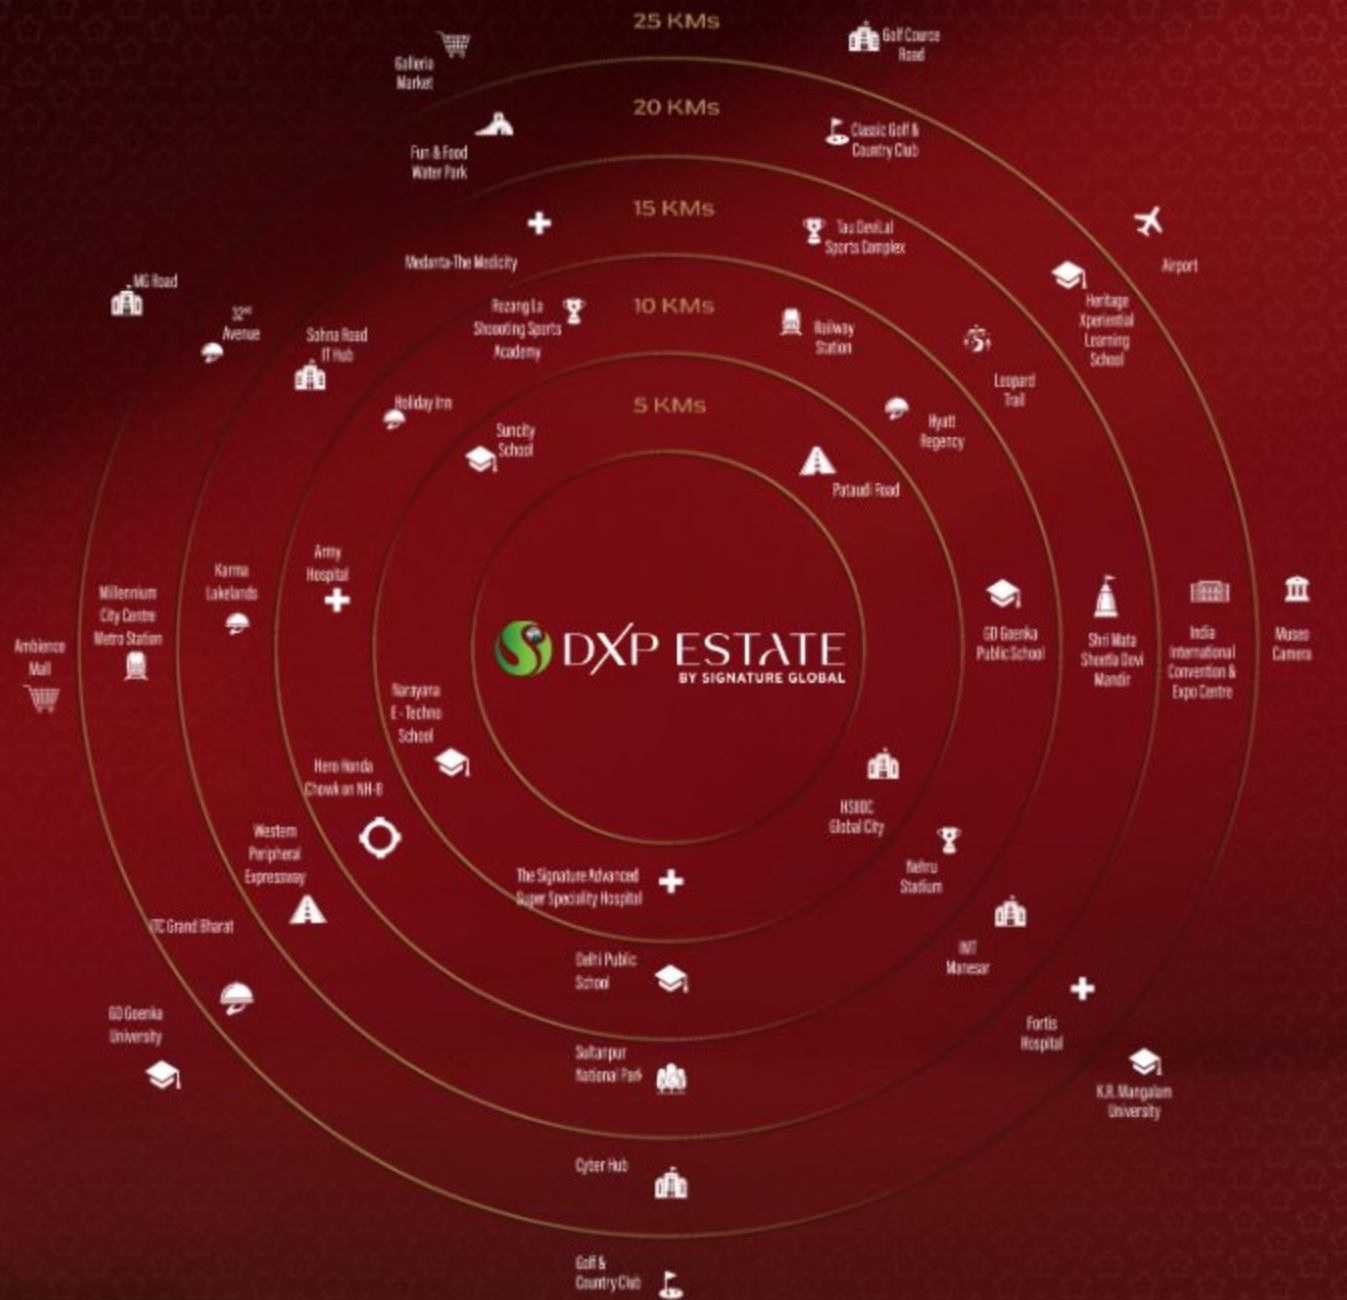 25 KMs
Galleria
Market
Golf Cource
Road
20 KMs
Fun & Food
Water Park
Classic Golf &
Country Club
15 KMs
Medanta-The Medicity
Tau DeviLal
Sports Complex
Airport
MG Road
32nd
Avenue
Sohna Road
IT Hub
Rezang La
Shoooting Sports
Academy
10 KMs
Railway
Station
Heritage
Xperiential
Learning
School
Leopard
Trail
Holiday Inn
Suncity
School
5 KMs
Hyatt
Regency
Pataudi Road
Ambience
Mall
Millennium
City Centre
Metro Station
Karma
Lakelands
Army
Hospital
DXP ESTATE
BY SIGNATURE GLOBAL
GD Goenka
Public School
Shri Mata
Sheetla Devi
Mandir
India
International
Convention &
Expo Centre
Museo
Camera
Narayana
E - Techno
School
Hero Honda
Chowk on NH-8
HSIIDC
Global City
Western
Peripheral
Expressway
The Signature Advanced
Super Speciality Hospital
Nehru
Stadium
ITC Grand Bharat
Delhi Public
School
IMT
Manesar
GD Goenka
University
Sultanpur
National Park
Fortis
Hospital
K.R. Mangalam
University
Cyber Hub
Golf &
Country Club